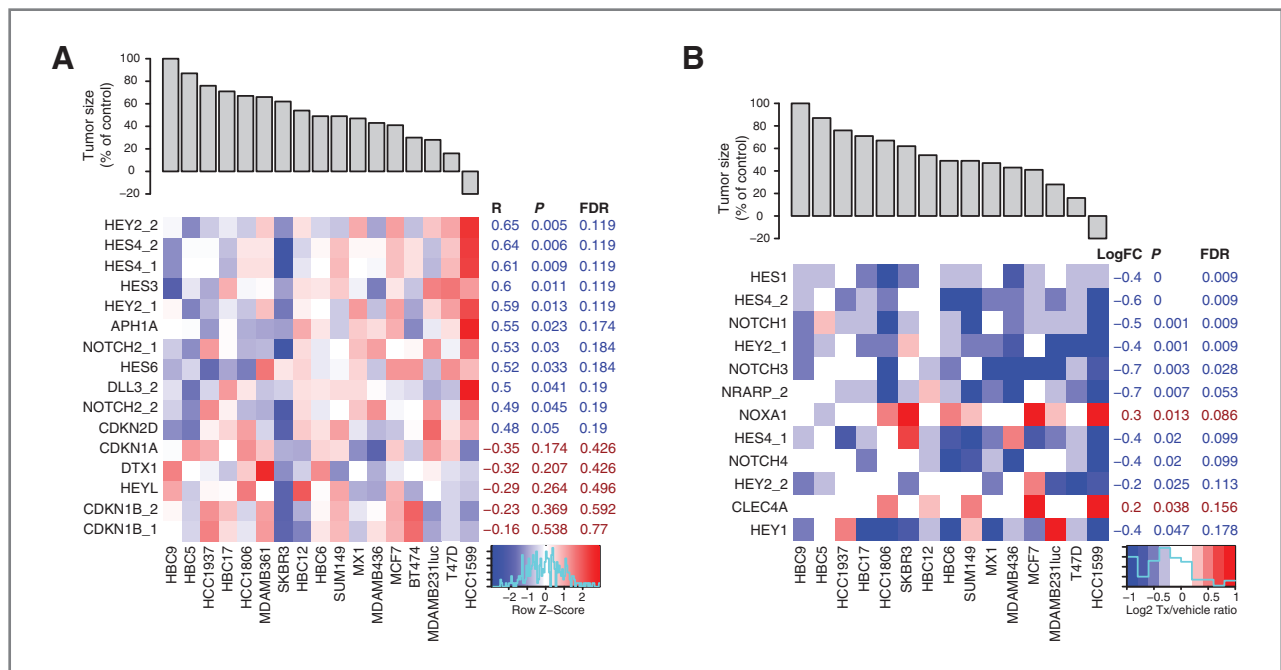 A
Tumor size
(% of control)
100
80
60
40
20
0
−20
R P FDR
HEY2_2 0.65 0.005 0.119
HES4_2 0.64 0.006 0.119
HES4_1 0.61 0.009 0.119
HES3 0.6 0.011 0.119
HEY2_1 0.59 0.013 0.119
APH1A 0.55 0.023 0.174
NOTCH2_1 0.53 0.03 0.184
HES6 0.52 0.033 0.184
DLL3_2 0.5 0.041 0.19
NOTCH2_2 0.49 0.045 0.19
CDKN2D 0.48 0.05 0.19
CDKN1A −0.35 0.174 0.426
DTX1 −0.32 0.207 0.426
HEYL −0.29 0.264 0.496
CDKN1B_2 −0.23 0.369 0.592
CDKN1B_1 −0.16 0.538 0.77
HBC9 HBC5 HCC1937 HBC17 HCC1806 MDAMB361 SKBR3 HBC12 HBC6 SUM149 MX1 MDAMB436 MCF7 BT474 MDAMB231luc T47D HCC1599
−2 −1 0 1 2
Row Z−Score
B
Tumor size
(% of control)
100
80
60
40
20
0
−20
LogFC P FDR
HES1 −0.4 0 0.009
HES4_2 −0.6 0 0.009
NOTCH1 −0.5 0.001 0.009
HEY2_1 −0.4 0.001 0.009
NOTCH3 −0.7 0.003 0.028
NRARP_2 −0.7 0.007 0.053
NOXA1 0.3 0.013 0.086
HES4_1 −0.4 0.02 0.099
NOTCH4 −0.4 0.02 0.099
HEY2_2 −0.2 0.025 0.113
CLEC4A 0.2 0.038 0.156
HEY1 −0.4 0.047 0.178
HBC9 HBC5 HCC1937 HBC17 HCC1806 SKBR3 HBC12 HBC6 SUM149 MX1 MDAMB436 MCF7 MDAMB231luc T47D HCC1599
−1 −0.5 0 0.5 1
Log2 Tx/vehicle ratio